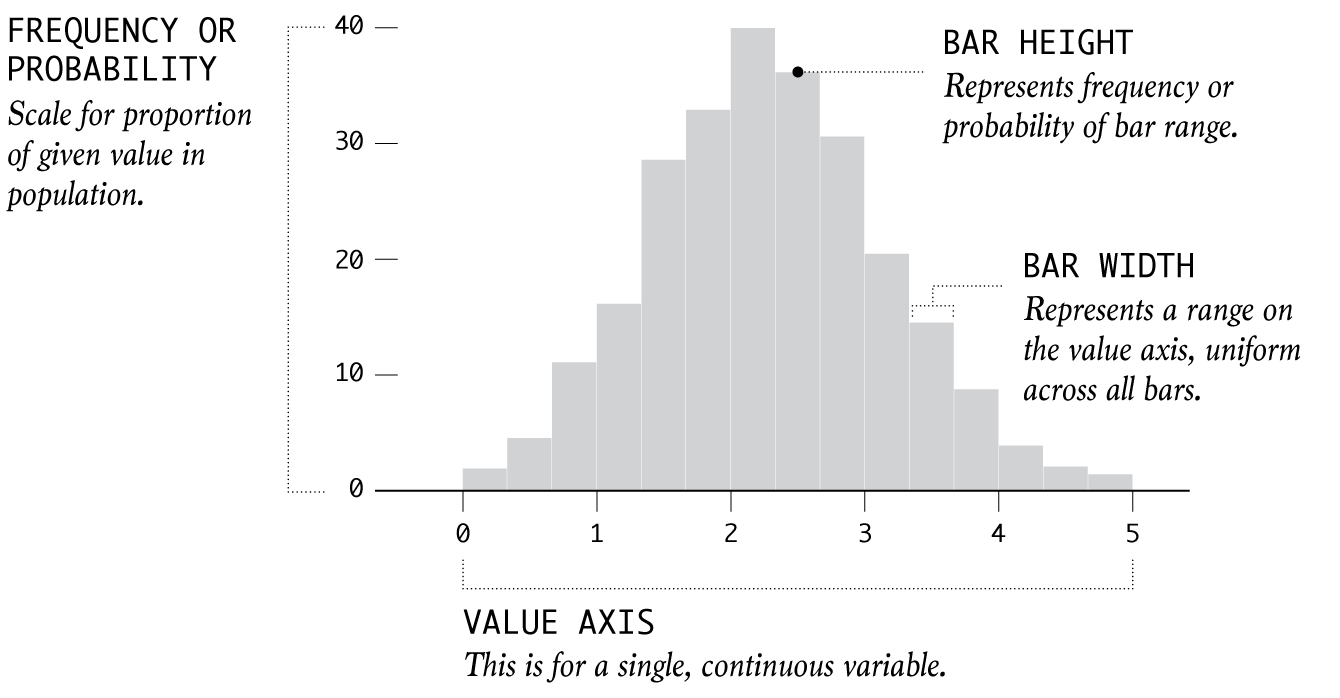 FREQUENCY OR
PROBABILITY
Scale for proportion
of given value in
population.
40
30
20
10
0
BAR HEIGHT
Represents frequency or
probability of bar range.
BAR WIDTH
Represents a range on
the value axis, uniform
across all bars.
0 1 2 3 4 5
VALUE AXIS
This is for a single, continuous variable.